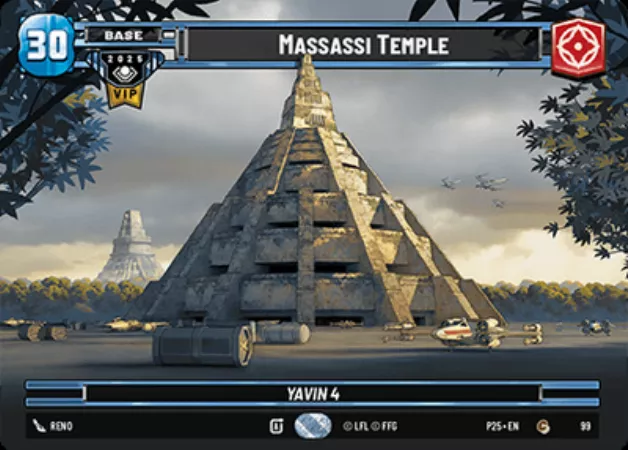 30
BASE
MASSASSI TEMPLE
2025
VIP
YAVIN 4
RENO
© LFL © FFG
P25 • EN
C
99